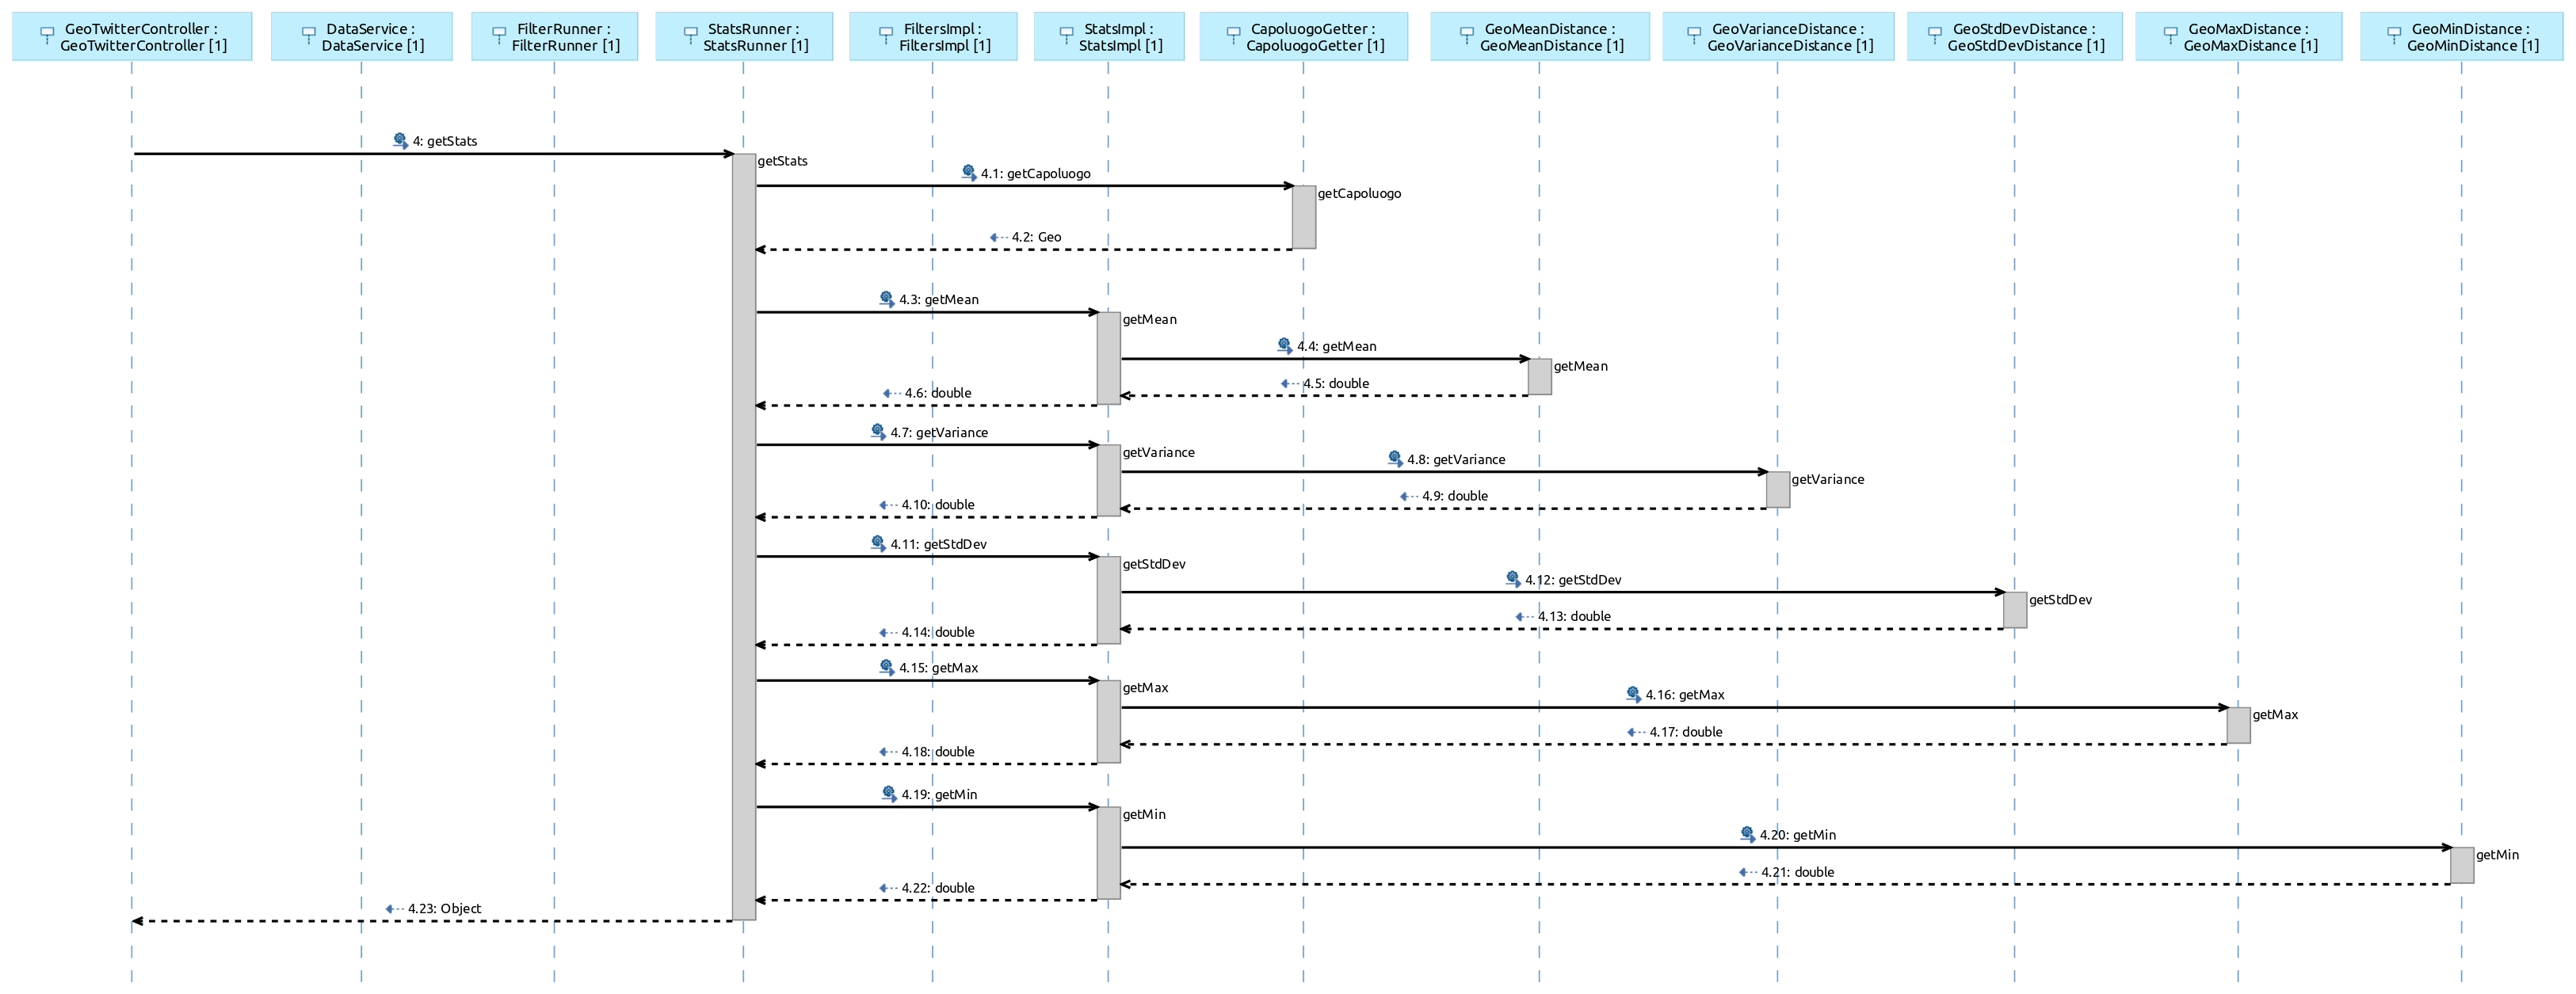 GeoTwitterController :
GeoTwitterController [1]
DataService :
DataService [1]
FilterRunner :
FilterRunner [1]
StatsRunner :
StatsRunner [1]
FiltersImpl :
FiltersImpl [1]
StatsImpl :
StatsImpl [1]
CapoluogoGetter :
CapoluogoGetter [1]
GeoMeanDistance :
GeoMeanDistance [1]
GeoVarianceDistance :
GeoVarianceDistance [1]
GeoStdDevDistance :
GeoStdDevDistance [1]
GeoMaxDistance :
GeoMaxDistance [1]
GeoMinDistance :
GeoMinDistance [1]
4: getStats
getStats
4.1: getCapoluogo
getCapoluogo
4.2: Geo
4.3: getMean
getMean
4.4: getMean
getMean
4.5: double
4.6: double
4.7: getVariance
getVariance
4.8: getVariance
getVariance
4.9: double
4.10: double
4.11: getStdDev
getStdDev
4.12: getStdDev
getStdDev
4.13: double
4.14: double
4.15: getMax
getMax
4.16: getMax
getMax
4.17: double
4.18: double
4.19: getMin
getMin
4.20: getMin
getMin
4.21: double
4.22: double
4.23: Object